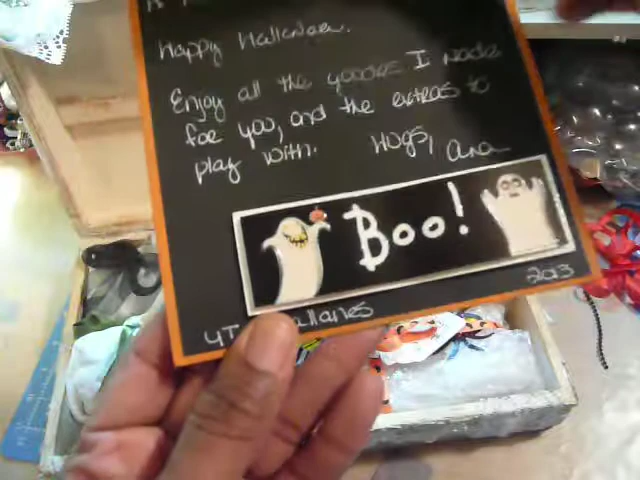 Happy Halloween.
Enjoy all the goodies I made
for you, and the extras to
play with.
Hugs, Ana
Boo!
2013